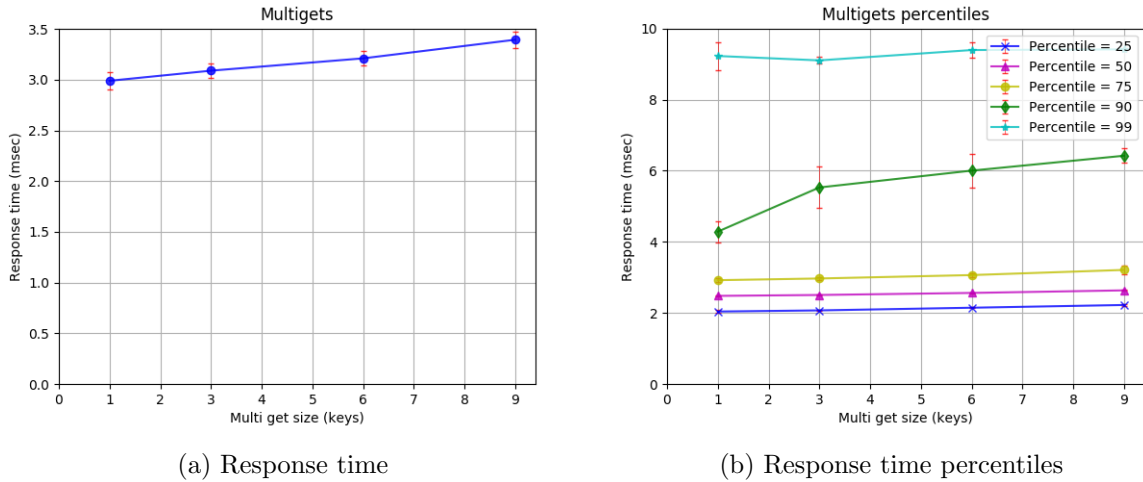 Multigets
3.5
3.0
2.5
2.0
1.5
1.0
0.5
0.0
Response time (msec)
0 1 2 3 4 5 6 7 8 9
Multi get size (keys)
(a) Response time
Multigets percentiles
10
8
6
4
2
0
Response time (msec)
Percentile = 25
Percentile = 50
Percentile = 75
Percentile = 90
Percentile = 99
0 1 2 3 4 5 6 7 8 9
Multi get size (keys)
(b) Response time percentiles